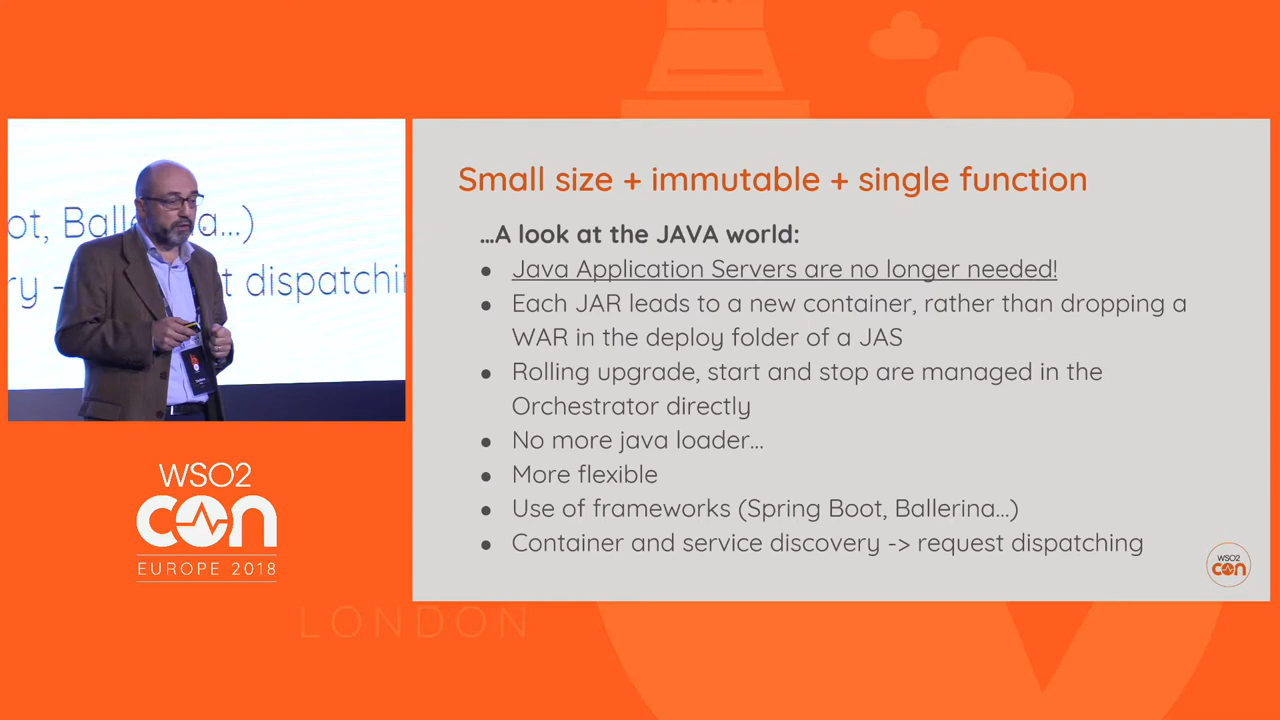 Small size + immutable + single function
...A look at the JAVA world:
● Java Application Servers are no longer needed!
● Each JAR leads to a new container, rather than dropping a
WAR in the deploy folder of a JAS
● Rolling upgrade, start and stop are managed in the
Orchestrator directly
● No more java loader...
● More flexible
● Use of frameworks (Spring Boot, Ballerina...)
● Container and service discovery -> request dispatching
WSO2
con
oot, Balle a...)
ry - t dispatchi
WSO2
con
EUROPE 2018
LONDON